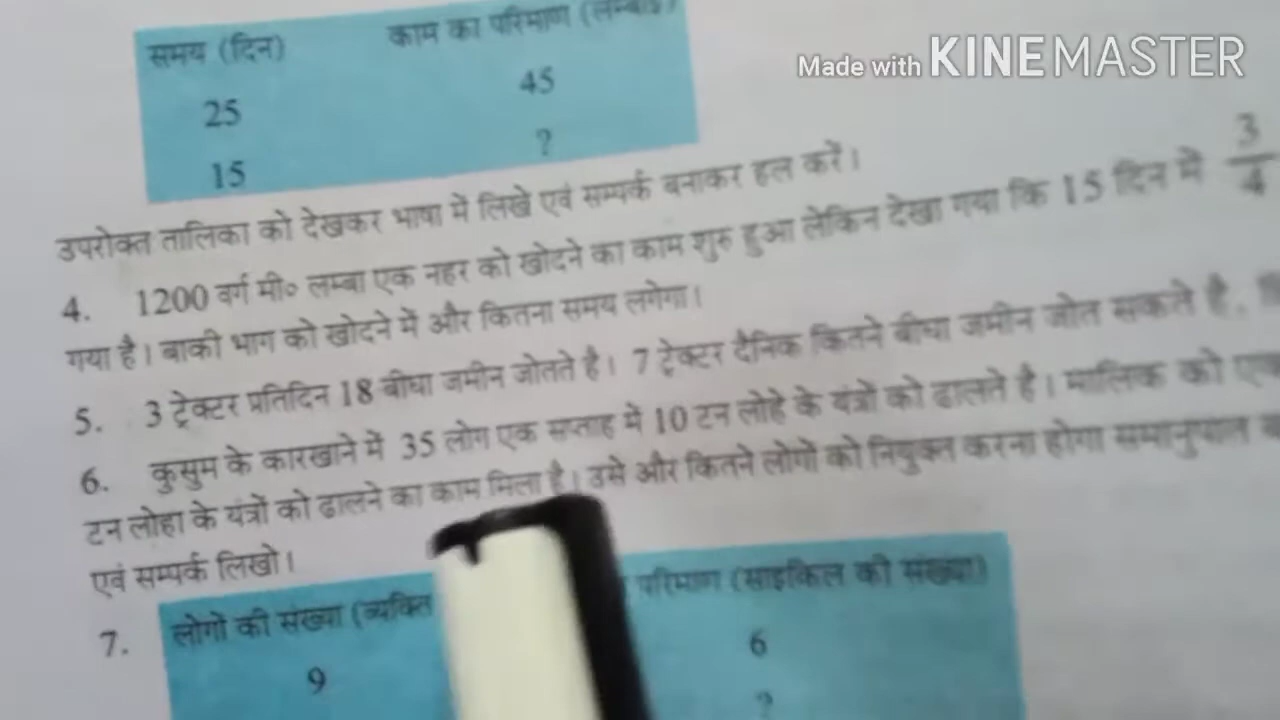 Made with KINEMASTER
समय (दिन) काम का परिमाण (लम्बाई)
25 45
15 ?
उपरोक्त तालिका को देखकर भाषा में लिखे एवं सम्पर्क बनाकर हल करें।
4. 1200 वर्ग मी० लम्बा एक नहर को खोदने का काम शुरु हुआ लेकिन देखा गया कि 15 दिन में 3/4
गया है। बाकी भाग को खोदने में और कितना समय लगेगा।
5. 3 ट्रेक्टर प्रतिदिन 18 बीघा जमीन जोतते है। 7 ट्रेक्टर दैनिक कितने बीघा जमीन जोत सकते है,
6. कुसुम के कारखाने में 35 लोग एक सप्ताह में 10 टन लोहे के यंत्रो को ढालते है। मालिक को
टन लोहा के यंत्रों को ढालने का काम मिला है। उसे और कितने लोगों को नियुक्त करना होगा समानुपात
एवं सम्पर्क लिखो।
7. लोगों की संख्या (व्यक्ति परिमाण (साइकिल की संख्या)
9 6
?